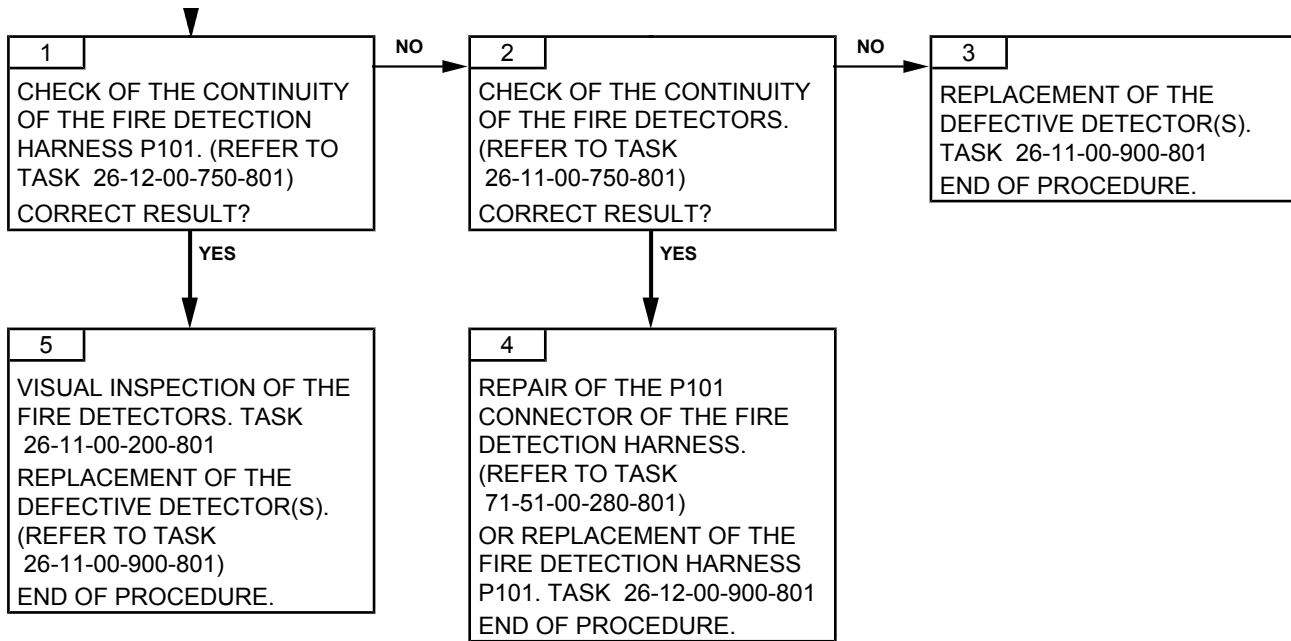 1
CHECK OF THE CONTINUITY
OF THE FIRE DETECTION
HARNESS P101. (REFER TO
TASK 26-12-00-750-801)
CORRECT RESULT?
NO
YES
2
CHECK OF THE CONTINUITY
OF THE FIRE DETECTORS.
(REFER TO TASK
26-11-00-750-801)
CORRECT RESULT?
NO
YES
3
REPLACEMENT OF THE
DEFECTIVE DETECTOR(S).
TASK 26-11-00-900-801
END OF PROCEDURE.
5
VISUAL INSPECTION OF THE
FIRE DETECTORS. TASK
26-11-00-200-801
REPLACEMENT OF THE
DEFECTIVE DETECTOR(S).
(REFER TO TASK
26-11-00-900-801)
END OF PROCEDURE.
4
REPAIR OF THE P101
CONNECTOR OF THE FIRE
DETECTION HARNESS.
(REFER TO TASK
71-51-00-280-801)
OR REPLACEMENT OF THE
FIRE DETECTION HARNESS
P101. TASK 26-12-00-900-801
END OF PROCEDURE.